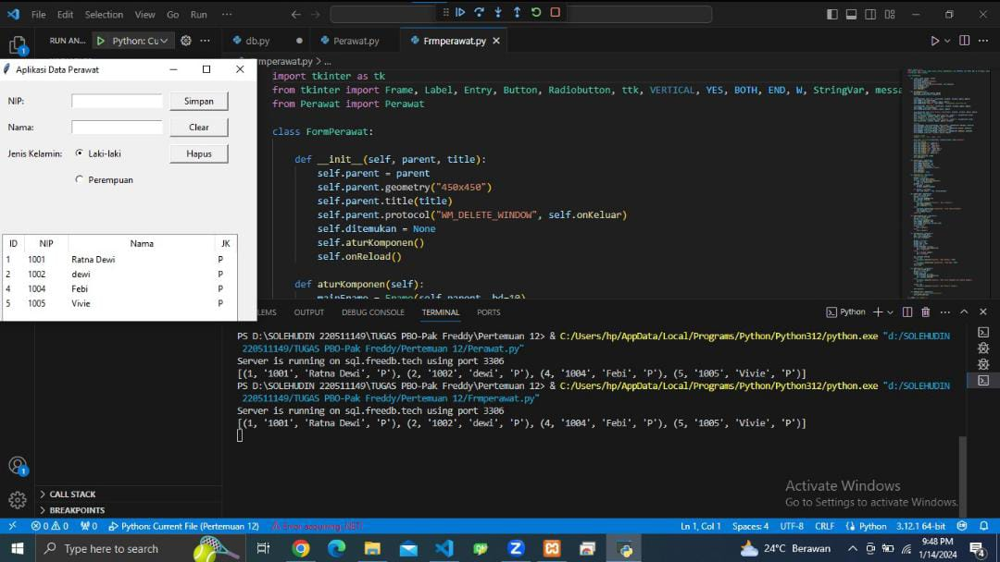 File Edit Selection View Go Run ···
RUN AN... Python: Cu ···
db.py Perawat.py Frmperawat.py
Aplikasi Data Perawat
NIP: Simpan
Nama: Clear
Jenis Kelamin: Laki-laki Hapus
Perempuan
ID NIP Nama JK
1 1001 Ratna Dewi P
2 1002 dewi P
4 1004 Febi P
5 1005 Vivie P
mperawat.py > ...
import tkinter as tk
from tkinter import Frame, Label, Entry, Button, Radiobutton, ttk, VERTICAL, YES, BOTH, END, W, StringVar, messa
from Perawat import Perawat
class FormPerawat:
def __init__(self, parent, title):
self.parent = parent
self.parent.geometry("450x450")
self.parent.title(title)
self.parent.protocol("WM_DELETE_WINDOW", self.onKeluar)
self.ditemukan = None
self.aturKomponen()
self.onReload()
def aturKomponen(self):
mainFrame = Frame(self.parent, bd=10)
LEMS OUTPUT DEBUG CONSOLE TERMINAL PORTS
Python
PS D:\SOLEHUDIN 220511149\TUGAS PBO-Pak Freddy\Pertemuan 12> & C:/Users/hp/AppData/Local/Programs/Python/Python312/python.exe "d:/SOLEHUDIN
220511149/TUGAS PBO-Pak Freddy/Pertemuan 12/Perawat.py"
Server is running on sql.freedb.tech using port 3306
[(1, '1001', 'Ratna Dewi', 'P'), (2, '1002', 'dewi', 'P'), (4, '1004', 'Febi', 'P'), (5, '1005', 'Vivie', 'P')]
PS D:\SOLEHUDIN 220511149\TUGAS PBO-Pak Freddy\Pertemuan 12> & C:/Users/hp/AppData/Local/Programs/Python/Python312/python.exe "d:/SOLEHUDIN
220511149/TUGAS PBO-Pak Freddy/Pertemuan 12/Frmperawat.py"
Server is running on sql.freedb.tech using port 3306
[(1, '1001', 'Ratna Dewi', 'P'), (2, '1002', 'dewi', 'P'), (4, '1004', 'Febi', 'P'), (5, '1005', 'Vivie', 'P')]
CALL STACK
BREAKPOINTS
Activate Windows
Go to Settings to activate Windows.
0 0 0 Python: Current File (Pertemuan 12) Error acquiring .NET! Ln 1, Col 1 Spaces: 4 UTF-8 CRLF Python 3.12.1 64-bit
Type here to search 24°C Berawan 9:48 PM
1/14/2024 4